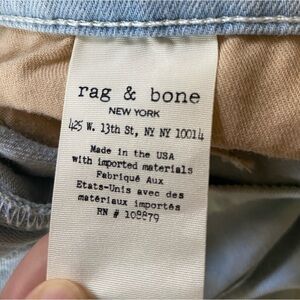 rag & bone
NEW YORK
425 W. 13th St, NY NY 10014
Made in the USA
with imported materials
Fabriqué Aux
Etats-Unis avec des
matériaux importés
RN # 108879